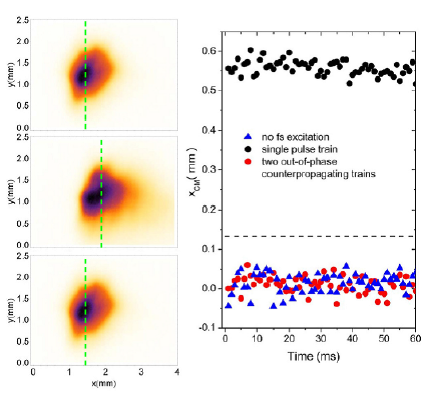 2.5
2.0
1.5
1.0
0.5
0.0
y(mm)
2.5
2.0
1.5
1.0
0.5
0.0
y(mm)
2.5
2.0
1.5
1.0
0.5
0.0
y(mm)
0 1 2 3 4
x(mm)
0.6
0.5
0.4
0.3
0.2
0.1
0.0
-0.1
x_CM(mm)
no fs excitation
single pulse train
two out-of-phase
counterpropagating trains
0 10 20 30 40 50 60
Time (ms)